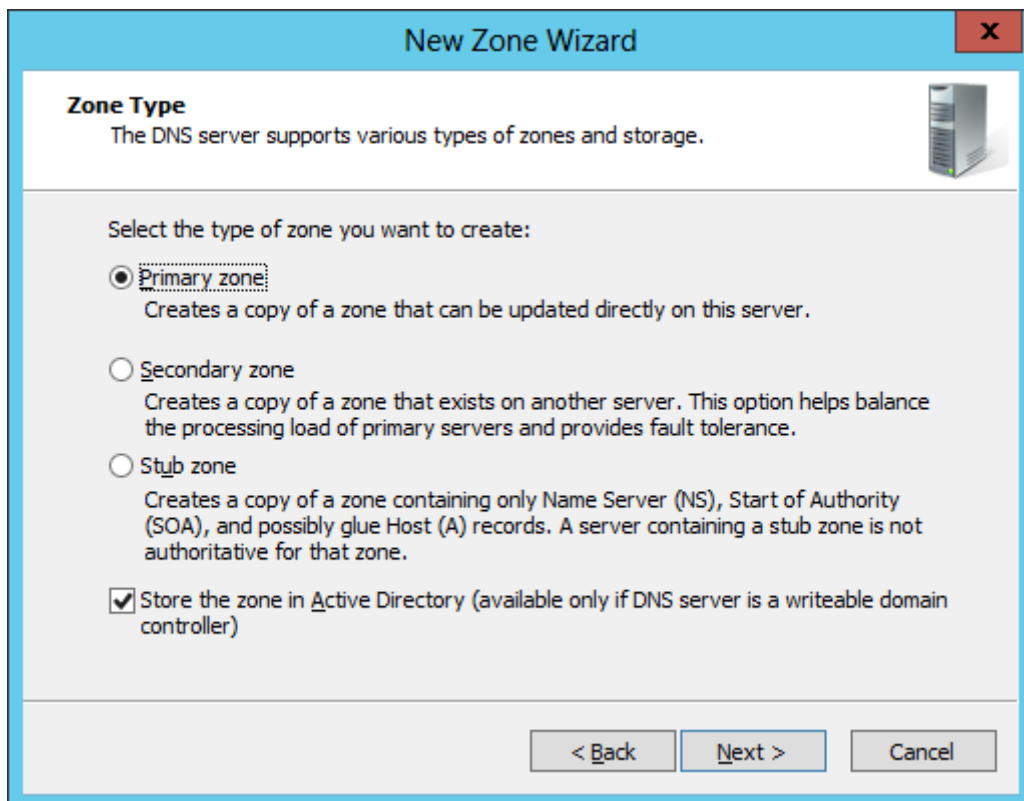 New Zone Wizard
x
Zone Type
The DNS server supports various types of zones and storage.
Select the type of zone you want to create:
Primary zone
Creates a copy of a zone that can be updated directly on this server.
Secondary zone
Creates a copy of a zone that exists on another server. This option helps balance
the processing load of primary servers and provides fault tolerance.
Stub zone
Creates a copy of a zone containing only Name Server (NS), Start of Authority
(SOA), and possibly glue Host (A) records. A server containing a stub zone is not
authoritative for that zone.
Store the zone in Active Directory (available only if DNS server is a writeable domain
controller)
< Back
Next >
Cancel